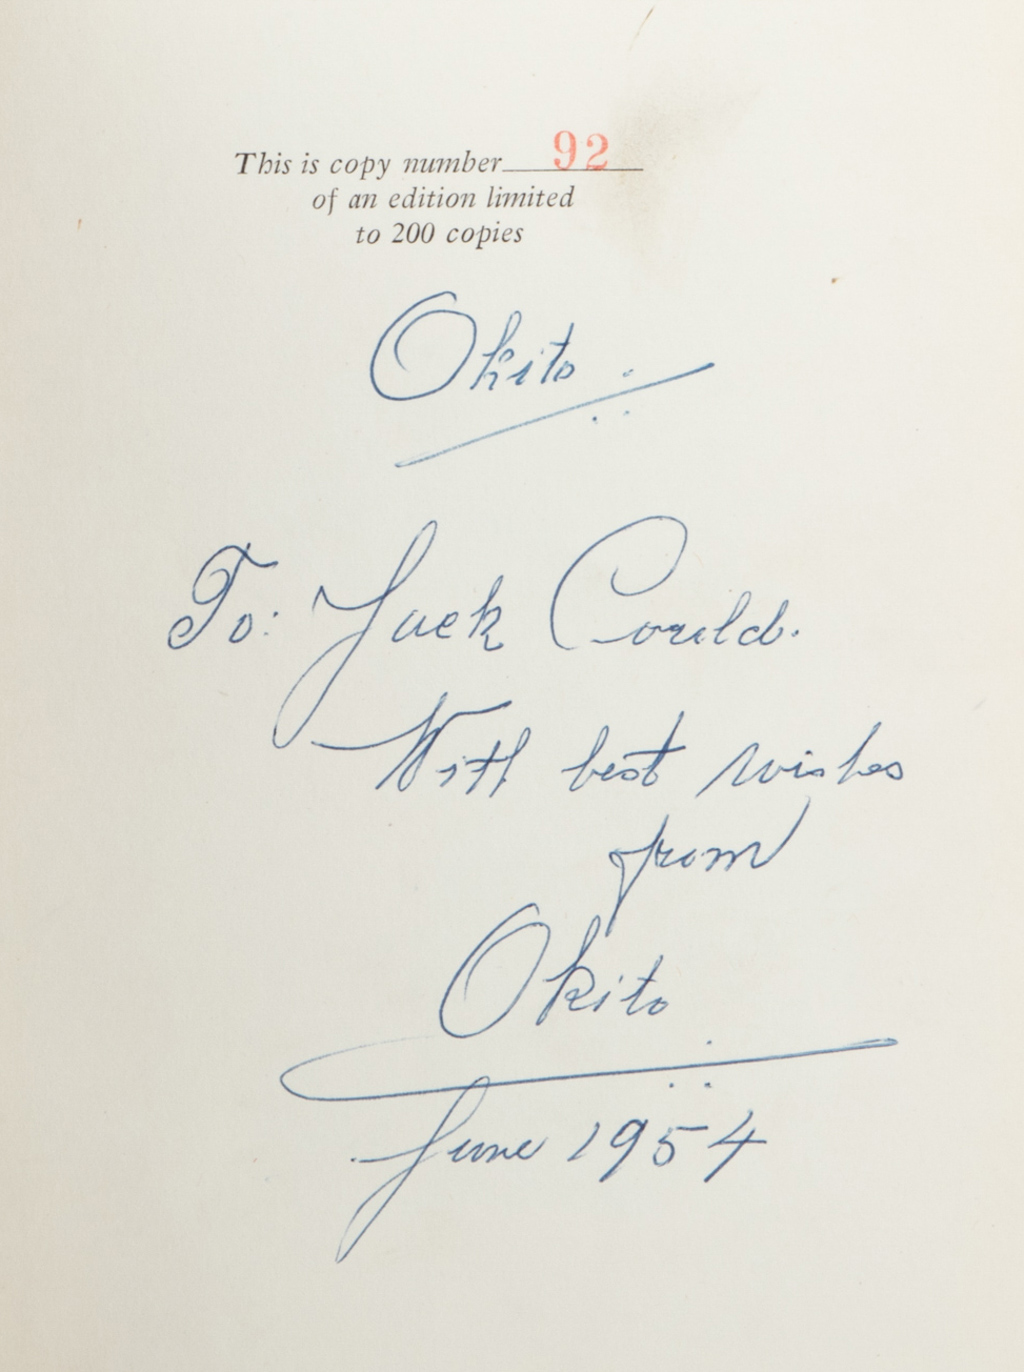 This is copy number 92
of an edition limited
to 200 copies
Okito
To: Jack Could.
With best wishes
from
Okito
June 1954